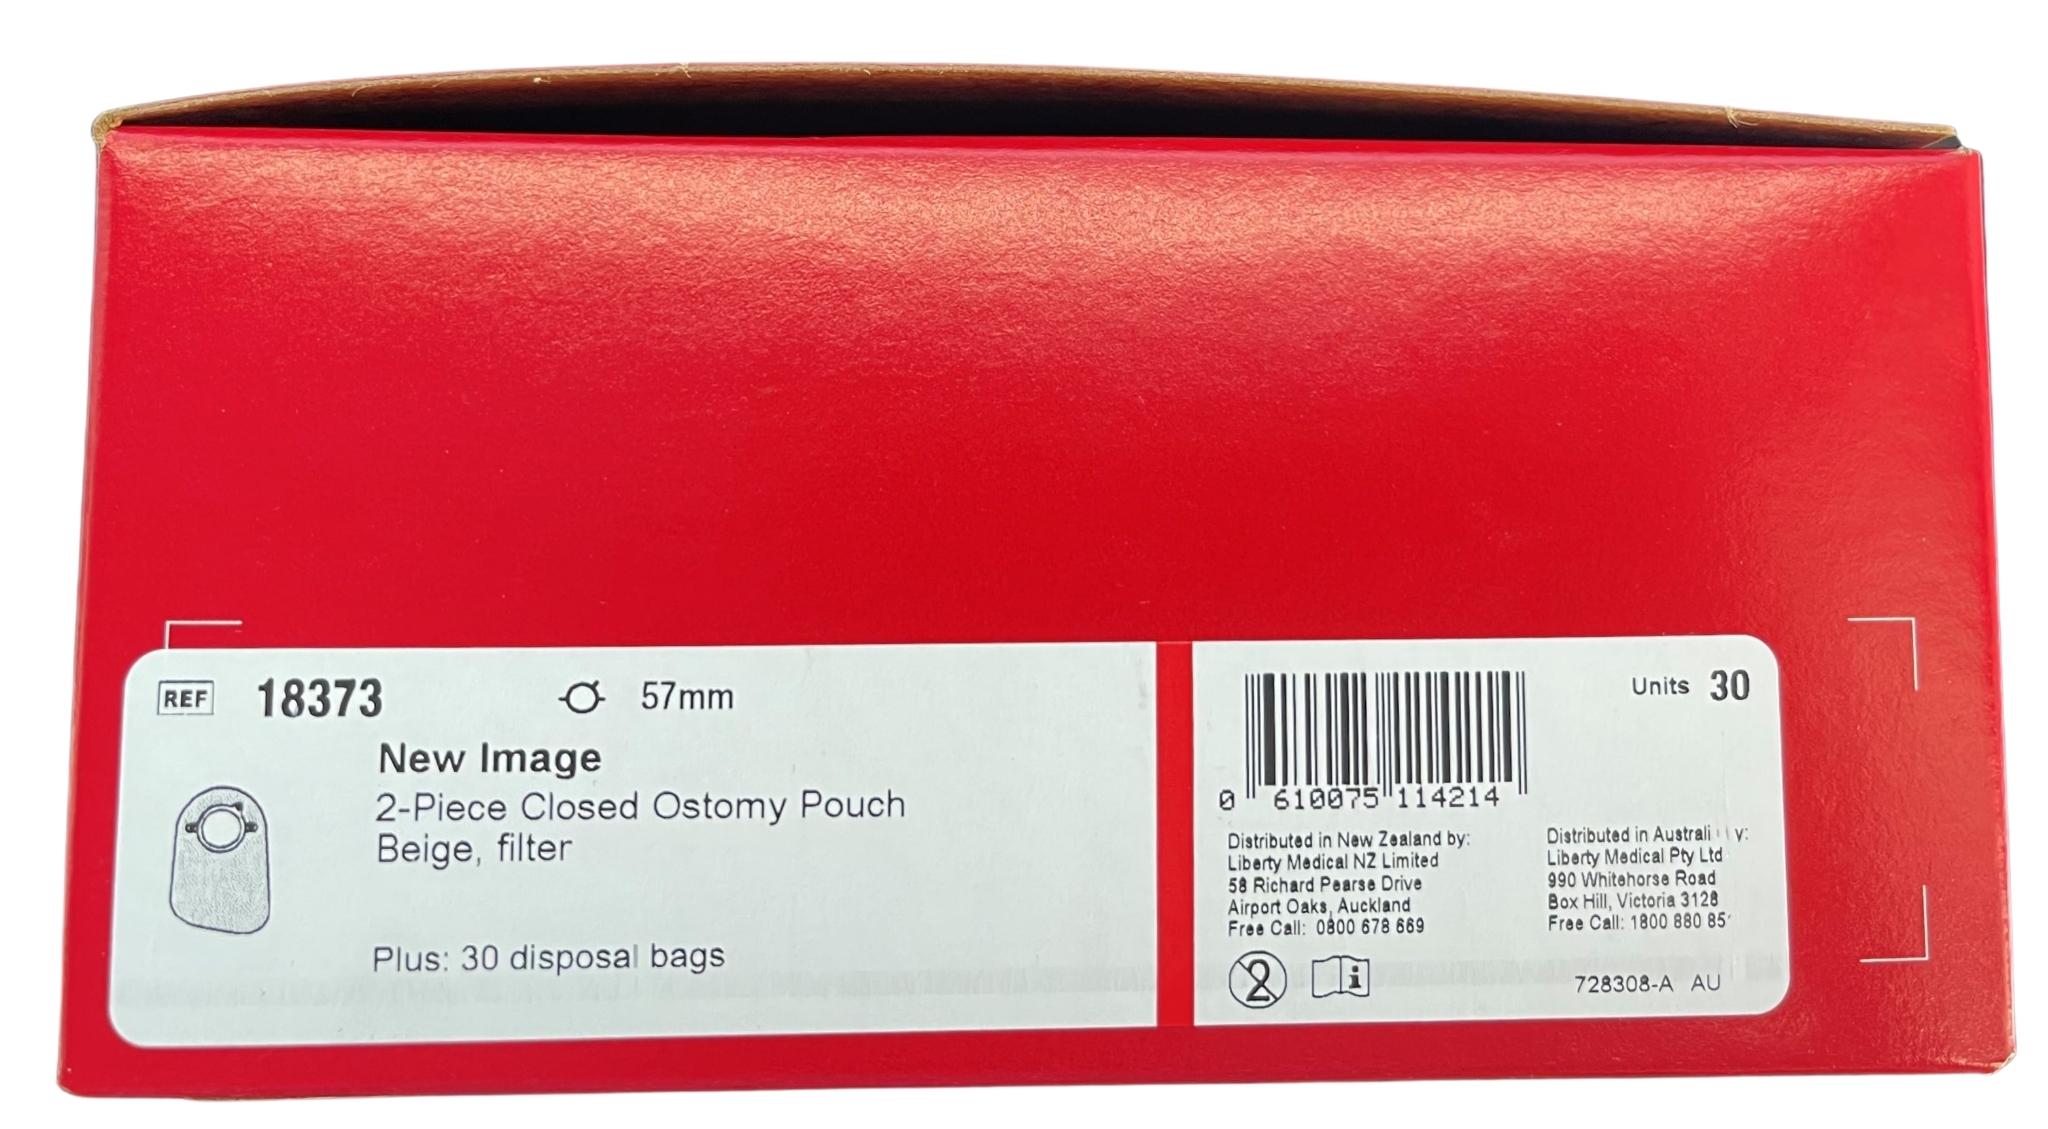 REF 18373 57mm
New Image
2-Piece Closed Ostomy Pouch
Beige, filter
Plus: 30 disposal bags
Units 30
0 610075 114214
Distributed in New Zealand by:
Liberty Medical NZ Limited
58 Richard Pearse Drive
Airport Oaks, Auckland
Free Call: 0800 678 669
Distributed in
Liberty Medical Pty Ltd
990 Whitehorse Road
Box Hill, Victoria 3128
Free Call: 1800 880
2
i
728308-A AU